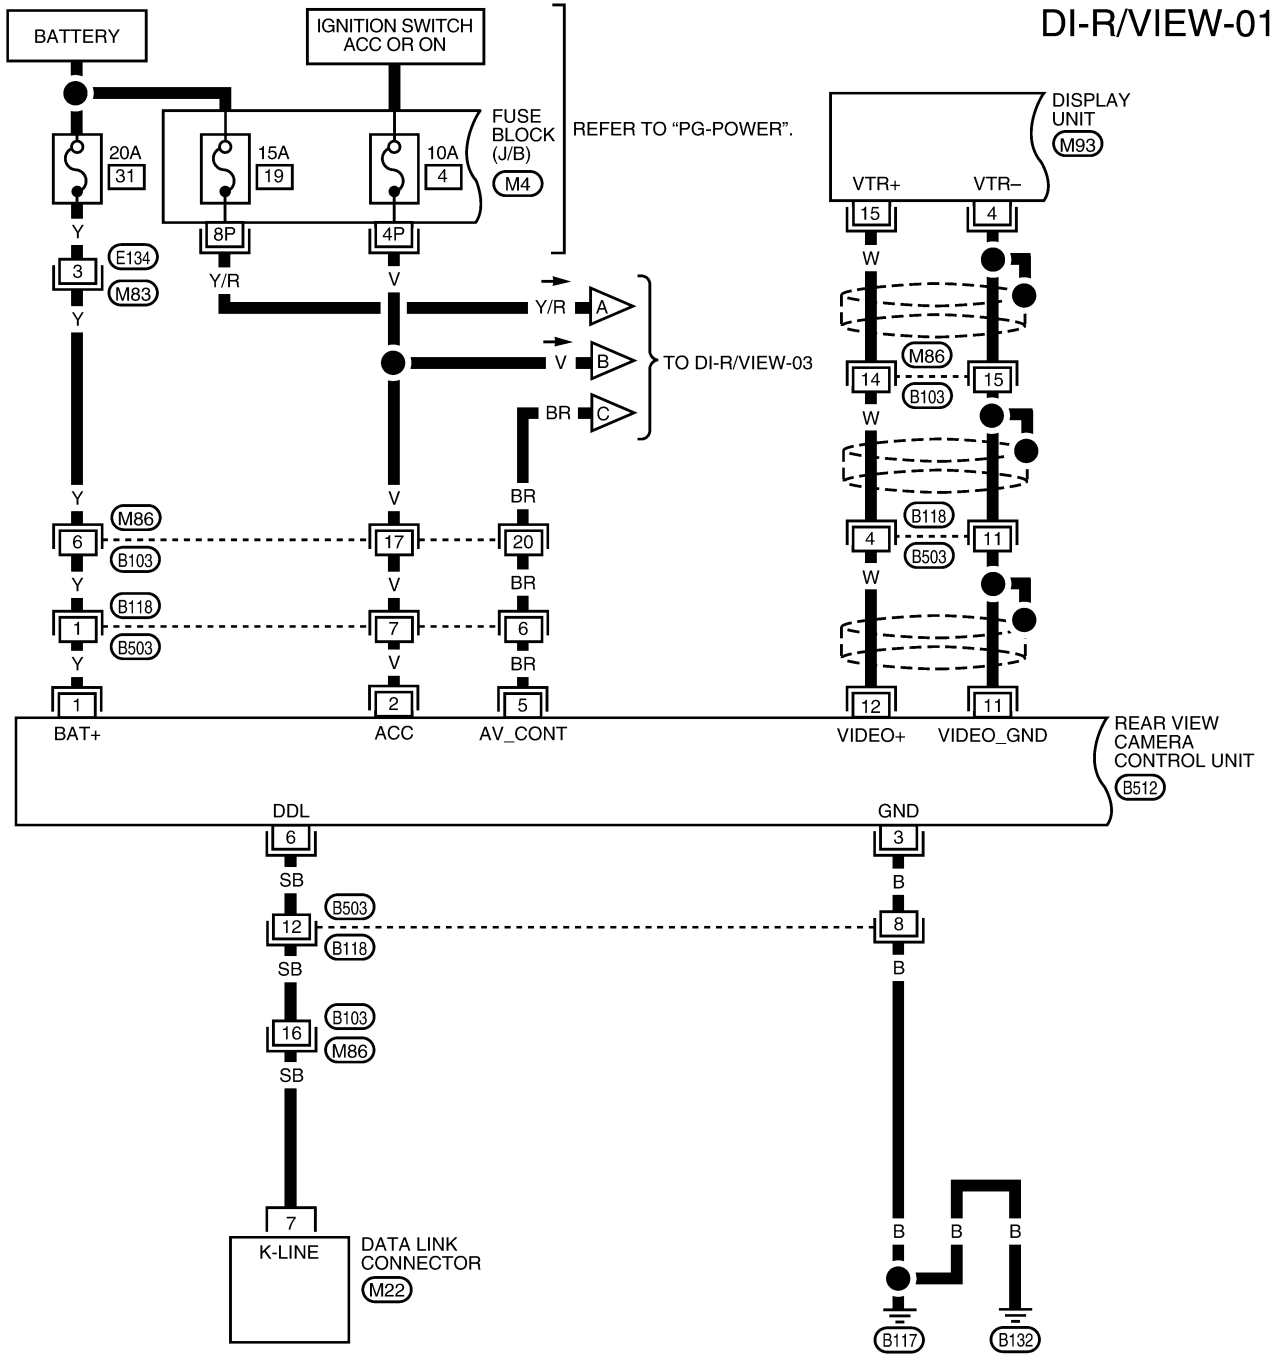 DI-R/VIEW-01
BATTERY
IGNITION SWITCH
ACC OR ON
FUSE
BLOCK
(J/B)
M4
REFER TO “PG-POWER”.
20A
31
15A
19
10A
4
8P
4P
Y
3
E134
M83
Y
Y/R
V
Y/R
A
V
B
BR
C
TO DI-R/VIEW-03
DISPLAY
UNIT
M93
VTR+
VTR–
15
4
W
M86
14
15
B103
W
B118
4
11
B503
W
12
11
Y
V
BR
M86
6
17
20
B103
Y
V
BR
B118
1
7
6
B503
Y
V
BR
1
2
5
BAT+
ACC
AV_CONT
VIDEO+
VIDEO_GND
REAR VIEW
CAMERA
CONTROL UNIT
B512
DDL
GND
6
3
SB
B
B503
12
8
B118
SB
B
B103
16
M86
SB
7
K-LINE
DATA LINK
CONNECTOR
M22
B
B
B
B117
B132